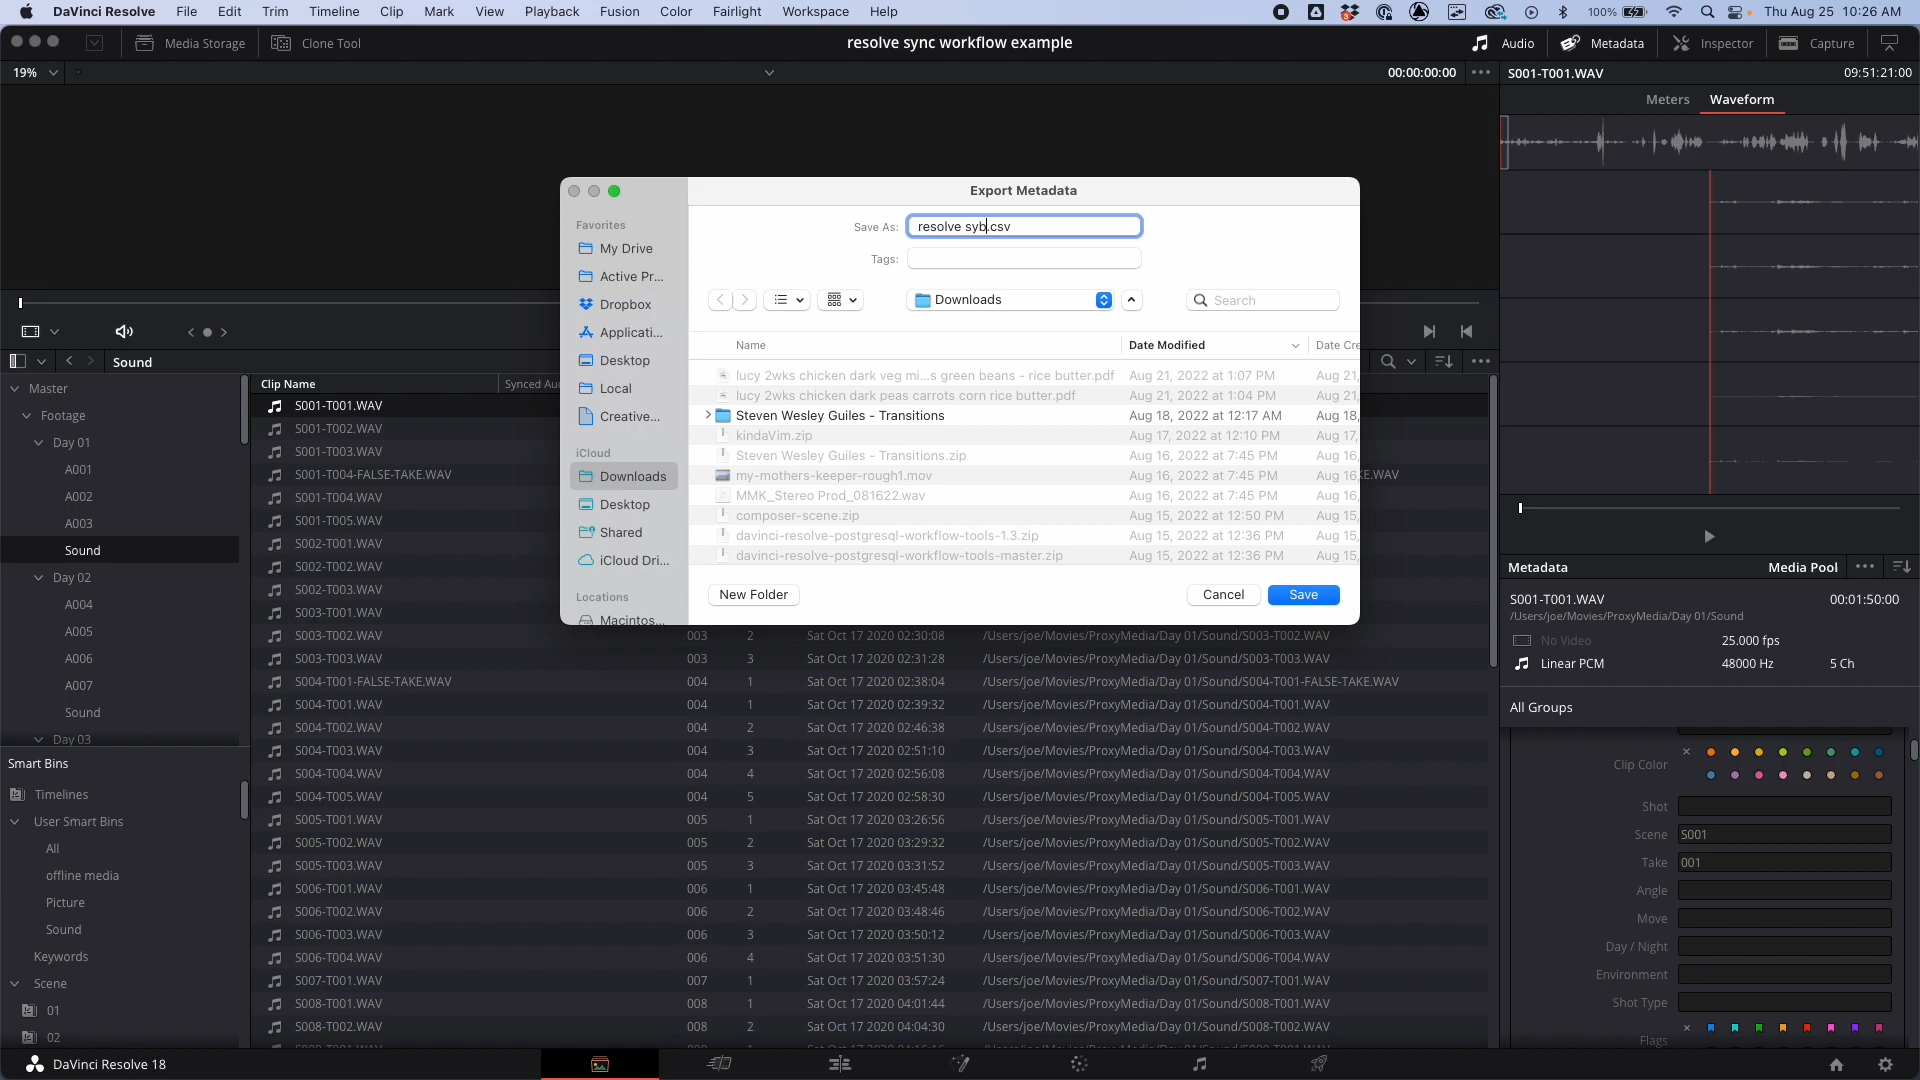 DaVinci Resolve File Edit Trim Timeline Clip Mark View Playback Fusion Color Fairlight Workspace Help 100% Thu Aug 25 10:26 AM
Media Storage Clone Tool resolve sync workflow example Audio Metadata Inspector Capture
19% 00:00:00:00 S001-T001.WAV 09:51:21:00
Meters Waveform
Export Metadata
Save As: resolve syb.csv
Tags:
Downloads Search
Name Date Modified Date Cre
lucy 2wks chicken dark veg mi...s green beans - rice butter.pdf Aug 21, 2022 at 1:07 PM Aug 21,
lucy 2wks chicken dark peas carrots corn rice butter.pdf Aug 21, 2022 at 1:04 PM Aug 21,
Steven Wesley Guiles - Transitions Aug 18, 2022 at 12:17 AM Aug 18,
kindaVim.zip Aug 17, 2022 at 12:10 PM Aug 17,
Steven Wesley Guiles - Transitions.zip Aug 16, 2022 at 7:45 PM Aug 16,
my-mothers-keeper-rough1.mov Aug 16, 2022 at 7:45 PM Aug 16,
MMK_Stereo Prod_081622.wav Aug 16, 2022 at 7:45 PM Aug 16,
composer-scene.zip Aug 15, 2022 at 12:50 PM Aug 15,
davinci-resolve-postgresql-workflow-tools-1.3.zip Aug 15, 2022 at 12:36 PM Aug 15,
davinci-resolve-postgresql-workflow-tools-master.zip Aug 15, 2022 at 12:36 PM Aug 15,
New Folder Cancel Save
Favorites
My Drive
Active Pr...
Dropbox
Applicati...
Desktop
Local
Creative...
iCloud
Downloads
Desktop
Shared
iCloud Dri...
Locations
Macintos...
Sound
Master
Footage
Day 01
A001
A002
A003
Sound
Day 02
A004
A005
A006
A007
Sound
Day 03
Smart Bins
Timelines
User Smart Bins
All
offline media
Picture
Sound
Keywords
Scene
01
02
Clip Name Synced Au
S001-T001.WAV
S001-T002.WAV
S001-T003.WAV
S001-T004-FALSE-TAKE.WAV E.WAV
S001-T004.WAV
S001-T005.WAV
S002-T001.WAV
S002-T002.WAV
S002-T003.WAV
S003-T001.WAV
S003-T002.WAV 003 2 Sat Oct 17 2020 02:30:08 /Users/joe/Movies/ProxyMedia/Day 01/Sound/S003-T002.WAV
S003-T003.WAV 003 3 Sat Oct 17 2020 02:31:28 /Users/joe/Movies/ProxyMedia/Day 01/Sound/S003-T003.WAV
S004-T001-FALSE-TAKE.WAV 004 1 Sat Oct 17 2020 02:38:04 /Users/joe/Movies/ProxyMedia/Day 01/Sound/S004-T001-FALSE-TAKE.WAV
S004-T001.WAV 004 1 Sat Oct 17 2020 02:39:32 /Users/joe/Movies/ProxyMedia/Day 01/Sound/S004-T001.WAV
S004-T002.WAV 004 2 Sat Oct 17 2020 02:46:38 /Users/joe/Movies/ProxyMedia/Day 01/Sound/S004-T002.WAV
S004-T003.WAV 004 3 Sat Oct 17 2020 02:51:10 /Users/joe/Movies/ProxyMedia/Day 01/Sound/S004-T003.WAV
S004-T004.WAV 004 4 Sat Oct 17 2020 02:56:08 /Users/joe/Movies/ProxyMedia/Day 01/Sound/S004-T004.WAV
S004-T005.WAV 004 5 Sat Oct 17 2020 02:58:30 /Users/joe/Movies/ProxyMedia/Day 01/Sound/S004-T005.WAV
S005-T001.WAV 005 1 Sat Oct 17 2020 03:26:56 /Users/joe/Movies/ProxyMedia/Day 01/Sound/S005-T001.WAV
S005-T002.WAV 005 2 Sat Oct 17 2020 03:29:32 /Users/joe/Movies/ProxyMedia/Day 01/Sound/S005-T002.WAV
S005-T003.WAV 005 3 Sat Oct 17 2020 03:31:52 /Users/joe/Movies/ProxyMedia/Day 01/Sound/S005-T003.WAV
S006-T001.WAV 006 1 Sat Oct 17 2020 03:45:48 /Users/joe/Movies/ProxyMedia/Day 01/Sound/S006-T001.WAV
S006-T002.WAV 006 2 Sat Oct 17 2020 03:48:46 /Users/joe/Movies/ProxyMedia/Day 01/Sound/S006-T002.WAV
S006-T003.WAV 006 3 Sat Oct 17 2020 03:50:12 /Users/joe/Movies/ProxyMedia/Day 01/Sound/S006-T003.WAV
S006-T004.WAV 006 4 Sat Oct 17 2020 03:51:30 /Users/joe/Movies/ProxyMedia/Day 01/Sound/S006-T004.WAV
S007-T001.WAV 007 1 Sat Oct 17 2020 03:57:24 /Users/joe/Movies/ProxyMedia/Day 01/Sound/S007-T001.WAV
S008-T001.WAV 008 1 Sat Oct 17 2020 04:01:44 /Users/joe/Movies/ProxyMedia/Day 01/Sound/S008-T001.WAV
S008-T002.WAV 008 2 Sat Oct 17 2020 04:04:30 /Users/joe/Movies/ProxyMedia/Day 01/Sound/S008-T002.WAV
Metadata Media Pool
S001-T001.WAV 00:01:50:00
/Users/joe/Movies/ProxyMedia/Day 01/Sound
No Video 25.000 fps
Linear PCM 48000 Hz 5 Ch
All Groups
Clip Color
Shot
Scene S001
Take 001
Angle
Move
Day / Night
Environment
Shot Type
Flags
DaVinci Resolve 18